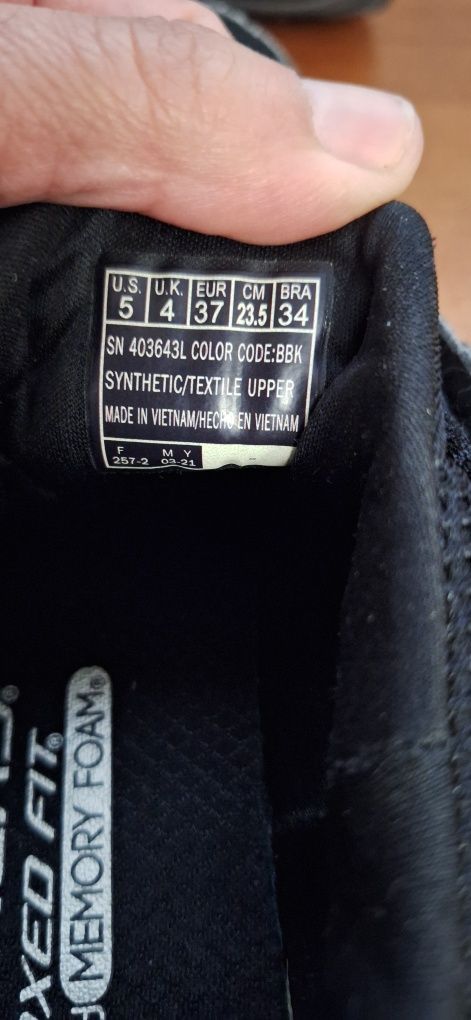 U.S. U.K. EUR CM BRA
5 4 37 23.5 34
SN 403643L COLOR CODE:BBK
SYNTHETIC/TEXTILE UPPER
MADE IN VIETNAM/HECHO EN VIETNAM
F M Y
257-2 03-21
XED FIT®
MEMORY FOAM®